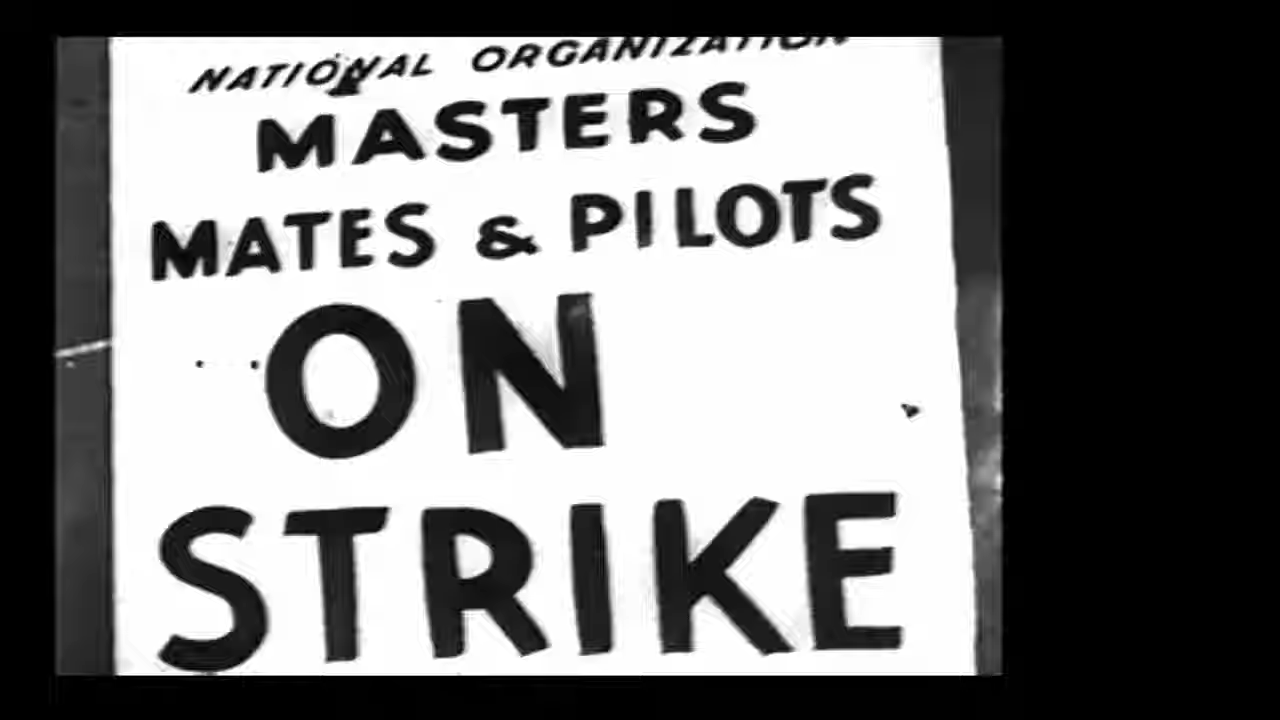 NATIONAL ORGANIZATION
MASTERS
MATES & PILOTS
ON
STRIKE